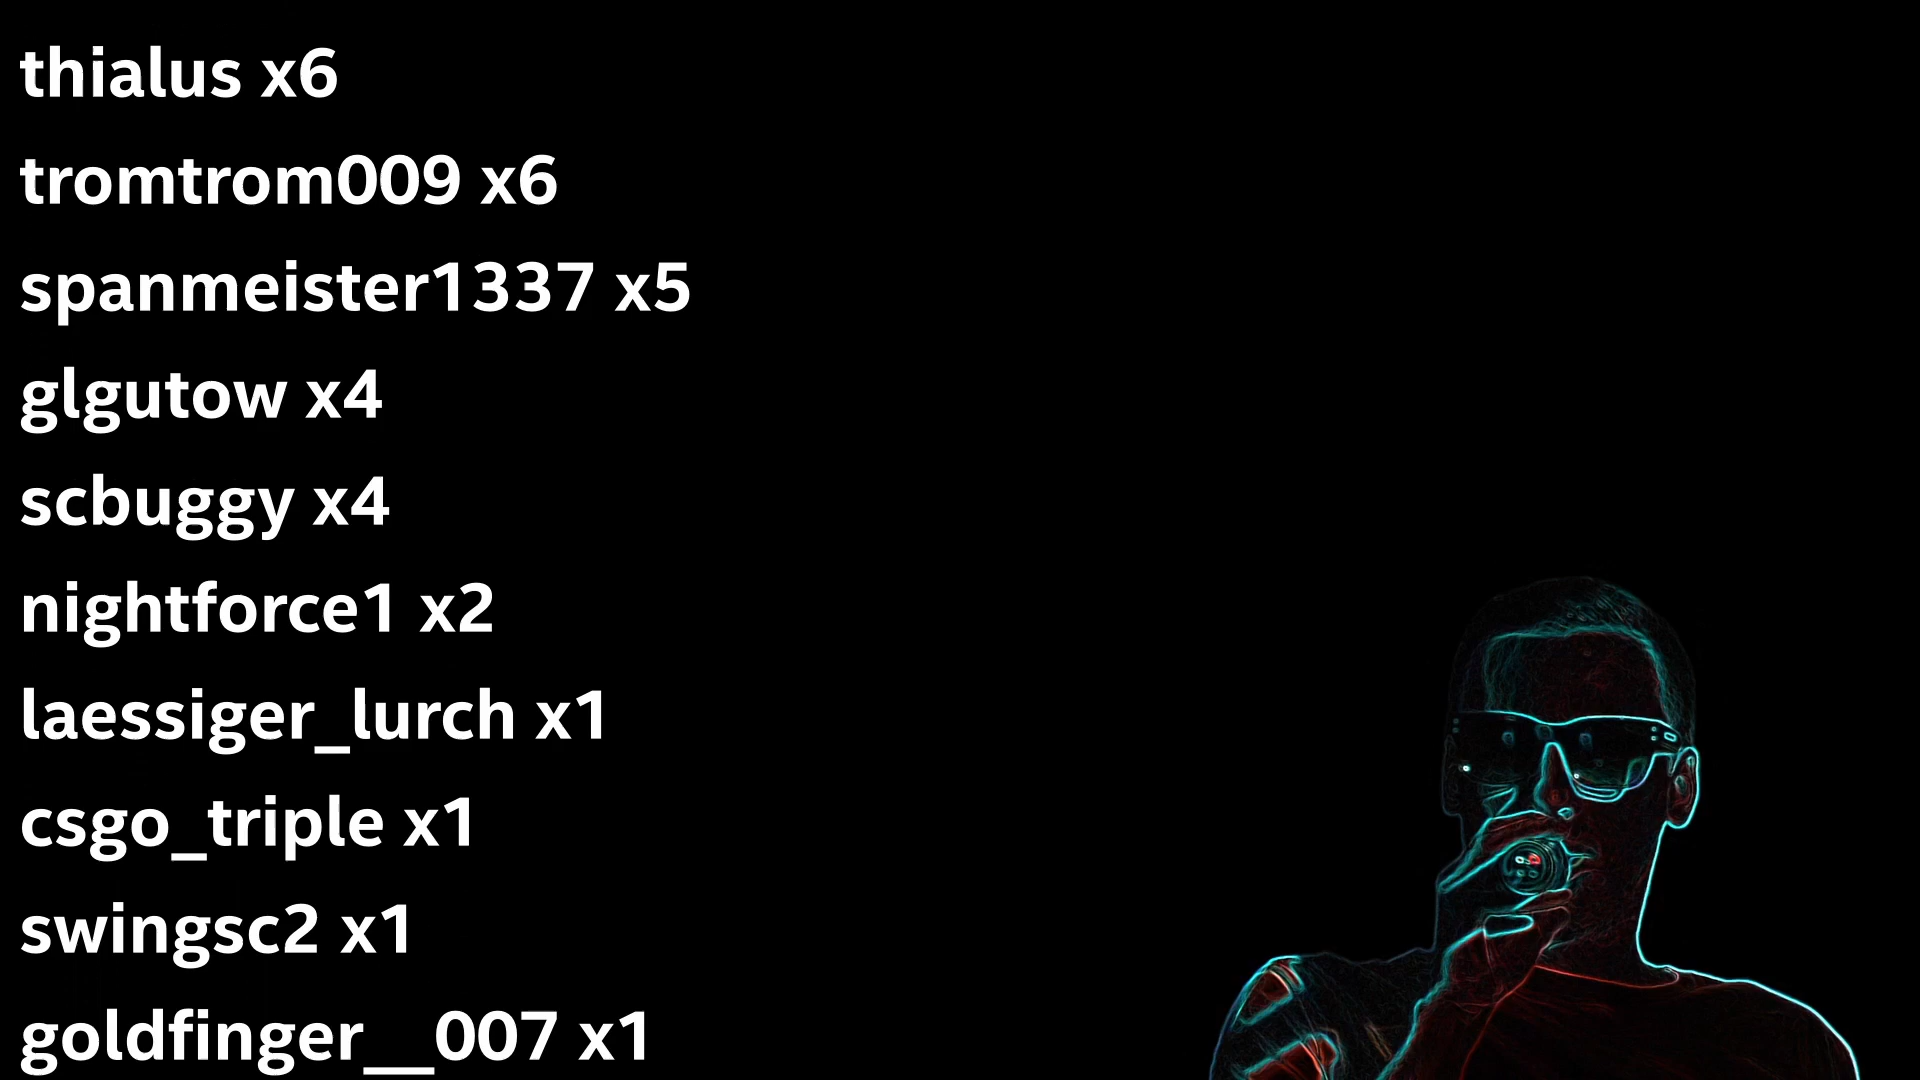 thialus x6
tromtrom009 x6
spanmeister1337 x5
glgutow x4
scbuggy x4
nightforce1 x2
laessiger_lurch x1
csgo_triple x1
swingsc2 x1
goldfinger__007 x1